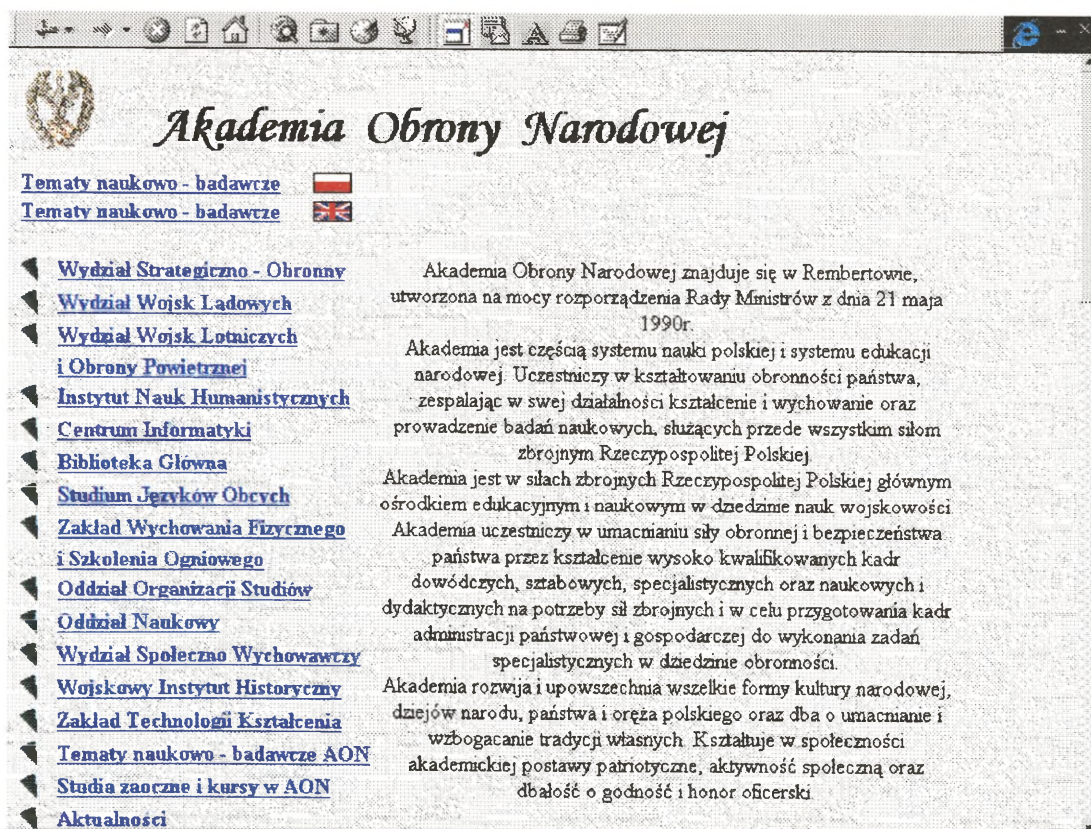 Akademia Obrony Narodowej
Tematy naukowo - badawcze
Tematy naukowo - badawcze
Wydział Strategiczno - Obronny
Wydział Wojsk Lądowych
Wydział Wojsk Lotniczych
i Obrony Powietrznej
Instytut Nauk Humanistycznych
Centrum Informatyki
Biblioteka Główna
Studium Języków Obcych
Zakład Wychowania Fizycznego
i Szkolenia Ogniowego
Oddział Organizacji Studiów
Oddział Naukowy
Wydział Społeczno Wychowawczy
Wojskowy Instytut Historyczny
Zakład Technologii Kształcenia
Tematy naukowo - badawcze AON
Studia zaoczne i kursy w AON
Aktualnosci
Akademia Obrony Narodowej znajduje się w Rembertowie,
utworzona na mocy rozporządzenia Rady Ministrów z dnia 21 maja
1990r.
Akademia jest częścią systemu nauki polskiej i systemu edukacji
narodowej. Uczestniczy w kształtowaniu obronności państwa,
zespalając w swej działalności kształcenie i wychowanie oraz
prowadzenie badań naukowych, służących przede wszystkim siłom
zbrojnym Rzeczypospolitej Polskiej.
Akademia jest w siłach zbrojnych Rzeczypospolitej Polskiej głównym
ośrodkiem edukacyjnym i naukowym w dziedzinie nauk wojskowości.
Akademia uczestniczy w umacnianiu siły obronnej i bezpieczeństwa
państwa przez kształcenie wysoko kwalifikowanych kadr
dowódczych, sztabowych, specjalistycznych oraz naukowych i
dydaktycznych na potrzeby sił zbrojnych i w celu przygotowania kadr
administracji państwowej i gospodarczej do wykonania zadań
specjalistycznych w dziedzinie obronności.
Akademia rozwija i upowszechnia wszelkie formy kultury narodowej,
dziejów narodu, państwa i oręża polskiego oraz dba o umacnianie i
wzbogacanie tradycji własnych. Kształtuje w społeczności
akademickiej postawy patriotyczne, aktywność społeczną oraz
dbałość o godność i honor oficerski.